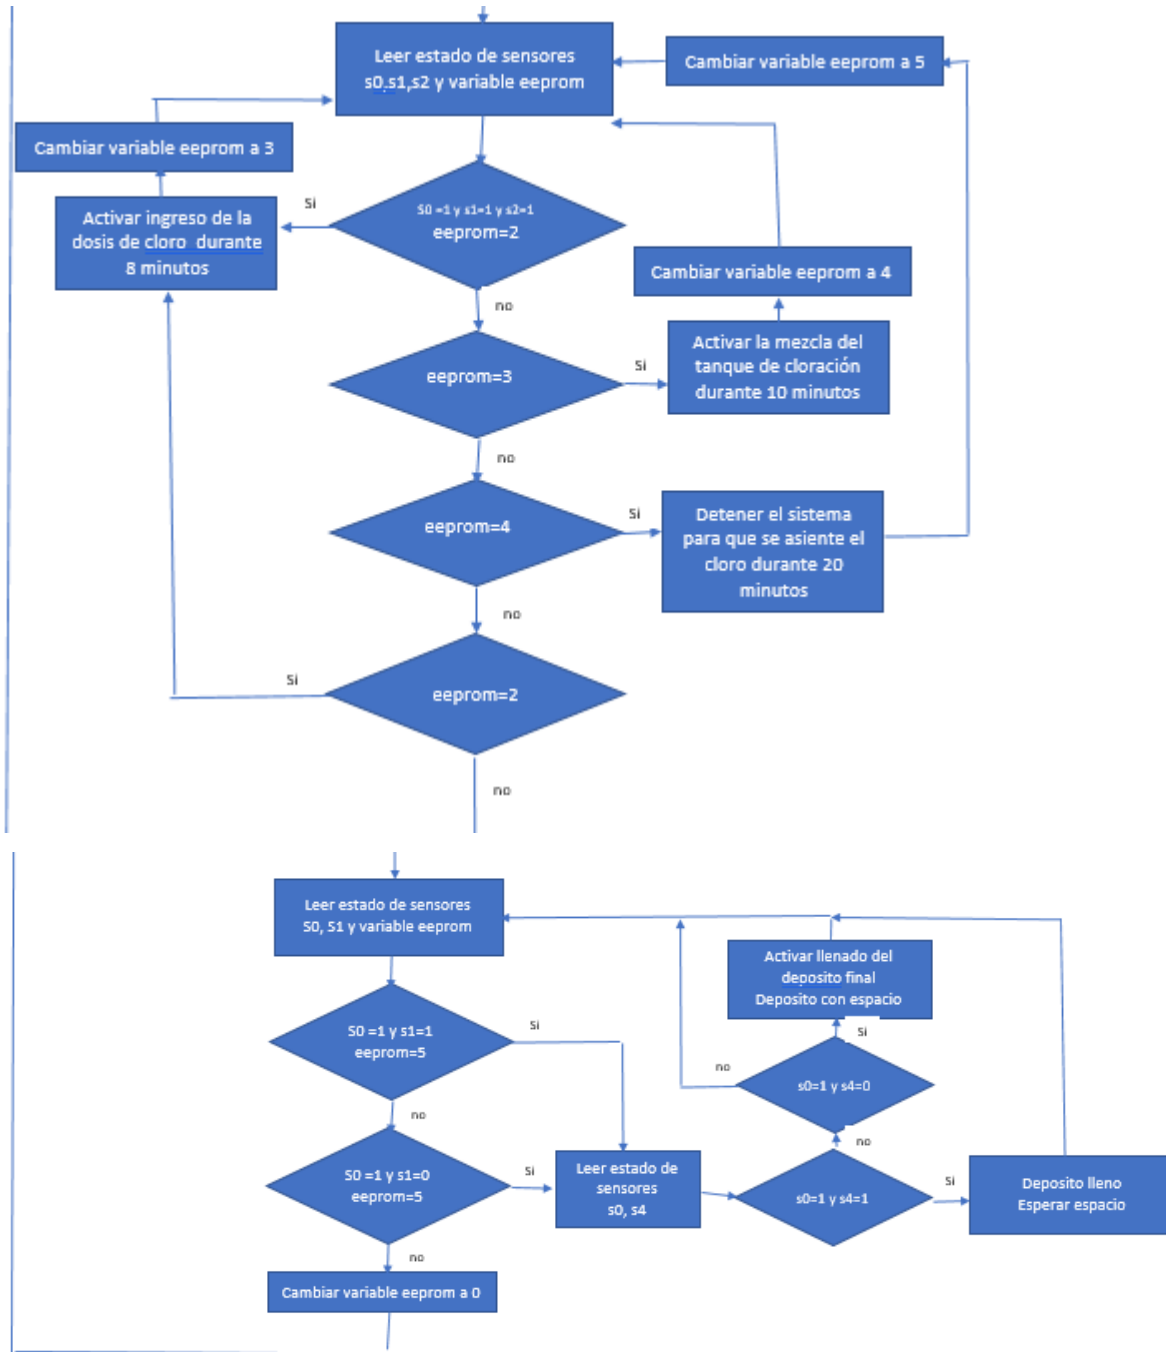 Leer estado de sensores
s0,s1,s2 y variable eeprom
Cambiar variable eeprom a 5
Cambiar variable eeprom a 3
Si
S0 =1 y s1=1 y s2=1
eeprom=2
Activar ingreso de la
dosis de cloro durante
8 minutos
Cambiar variable eeprom a 4
no
eeprom=3
Si
Activar la mezcla del
tanque de cloración
durante 10 minutos
no
eeprom=4
Si
Detener el sistema
para que se asiente el
cloro durante 20
minutos
no
Si
eeprom=2
no
Leer estado de sensores
S0, S1 y variable eeprom
Activar llenado del
deposito final
Deposito con espacio
S0 =1 y s1=1
eeprom=5
Si
Si
no
s0=1 y s4=0
no
no
S0 =1 y s1=0
eeprom=5
Si
Leer estado de
sensores
s0, s4
s0=1 y s4=1
Si
Deposito lleno
Esperar espacio
no
Cambiar variable eeprom a 0